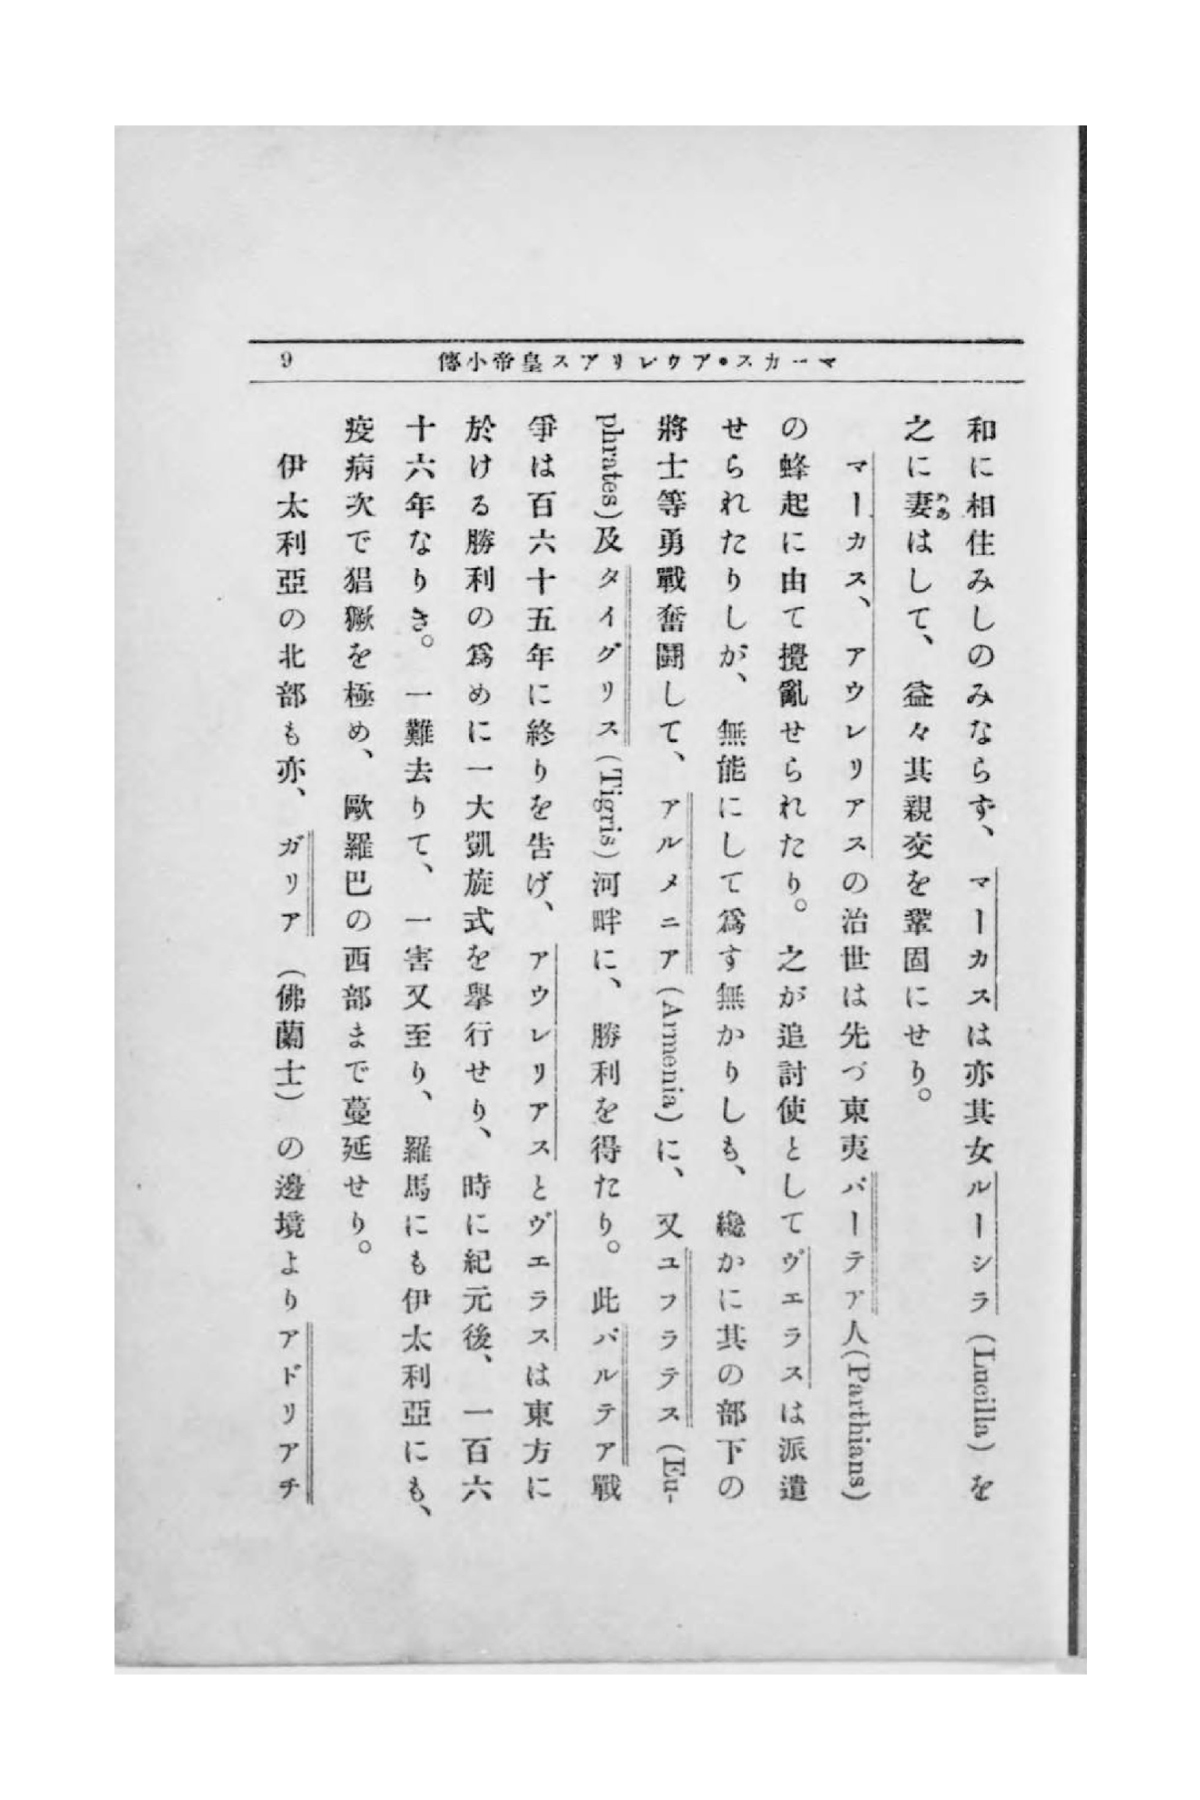 マーカス・アウレリアス皇帝小傳
9
和に相住みしのみならず、マーカスは亦其女ルーシラ (Lucilla) を
之に妻はして、益々其親交を鞏固にせり。
マーカス、アウレリアスの治世は先づ東夷パーテア人(Parthians)
の蜂起に由て攪亂せられたり。之が追討使としてヴエラスは派遣
せられたりしが、無能にして爲す無かりしも、纔かに其の部下の
將士等勇戰奮鬪して、アルメニア (Armenia) に、又ユフラテス (Eu-
phrates) 及タイグリス (Tigris) 河畔に、勝利を得たり。此パルテア戰
爭は百六十五年に終りを吿げ、アウレリアスとヴエラスは東方に
於ける勝利の爲めに一大凱旋式を擧行せり、時に紀元後、一百六
十六年なりき。一難去りて、一害又至り、羅馬にも伊太利亞にも、
疫病次で猖獗を極め、歐羅巴の西部まで蔓延せり。
伊太利亞の北部も亦、ガリア (佛蘭士) の邊境よりアドリアチ